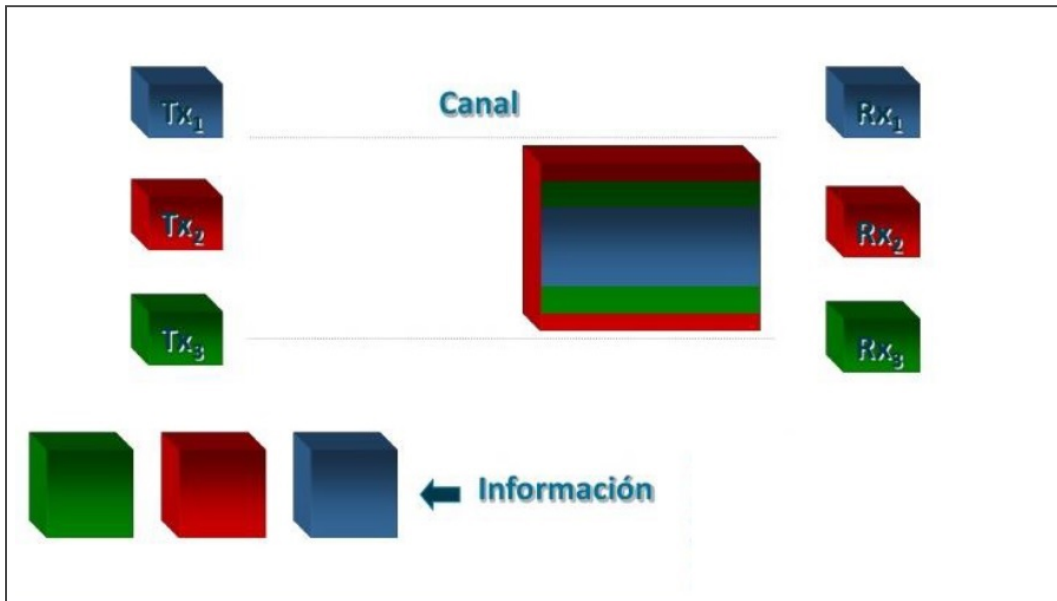 Canal
Tx₁
Rx₁
Tx₂
Rx₂
Tx₃
Rx₃
Información